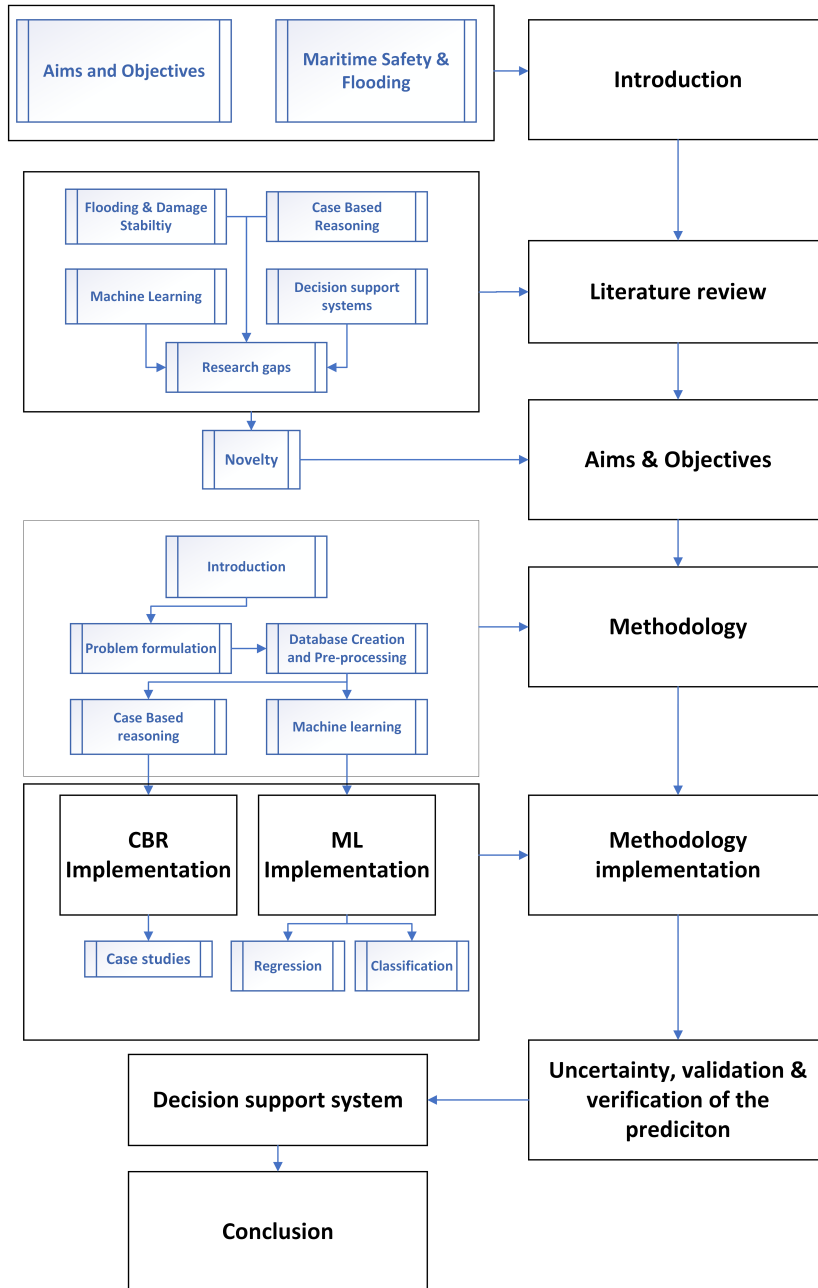 Aims and Objectives
Maritime Safety &
Flooding
Introduction
Flooding & Damage
Stabiltiy
Case Based
Reasoning
Machine Learning
Decision support
systems
Research gaps
Literature review
Novelty
Aims & Objectives
Introduction
Problem formulation
Database Creation
and Pre-processing
Case Based
reasoning
Machine learning
Methodology
CBR
Implementation
ML
Implementation
Case studies
Regression
Classification
Methodology
implementation
Uncertainty, validation &
verification of the
prediciton
Decision support system
Conclusion